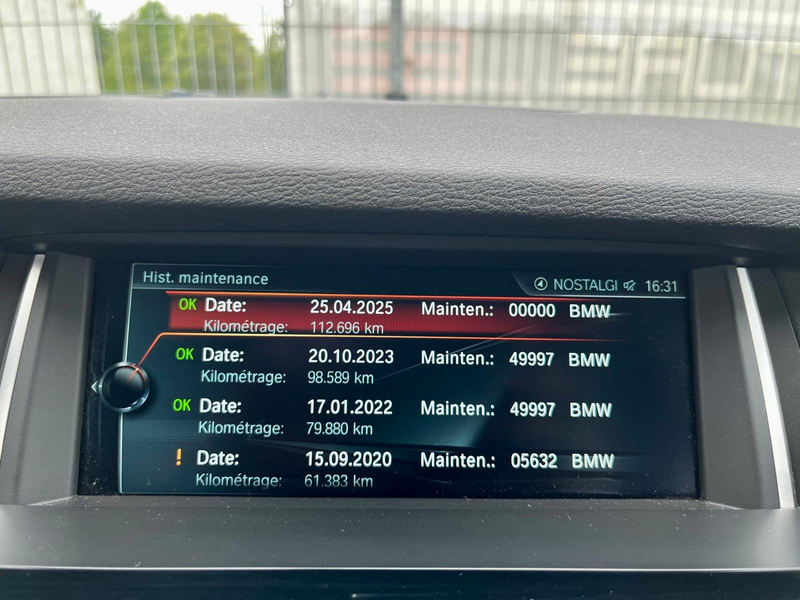 Hist. maintenance NOSTALGI 16:31
OK Date: 25.04.2025 Mainten.: 00000 BMW
Kilométrage: 112.696 km
OK Date: 20.10.2023 Mainten.: 49997 BMW
Kilométrage: 98.589 km
OK Date: 17.01.2022 Mainten.: 49997 BMW
Kilométrage: 79.880 km
! Date: 15.09.2020 Mainten.: 05632 BMW
Kilométrage: 61.383 km